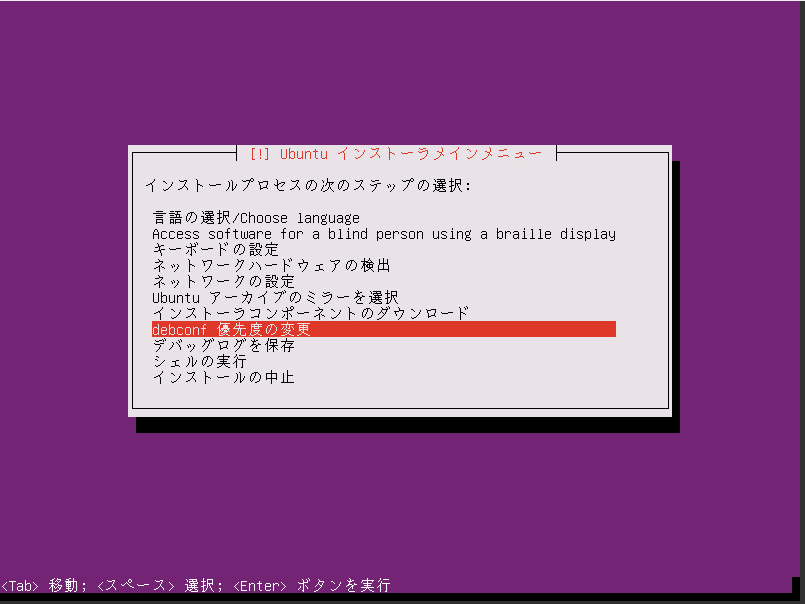 [!] Ubuntu インストーラメインメニュー
インストールプロセスの次のステップの選択:
言語の選択/Choose language
Access software for a blind person using a braille display
キーボードの設定
ネットワークハードウェアの検出
ネットワークの設定
Ubuntu アーカイブのミラーを選択
インストーラコンポーネントのダウンロード
debconf 優先度の変更
デバッグログを保存
シェルの実行
インストールの中止
<Tab> 移動; <スペース> 選択; <Enter> ボタンを実行